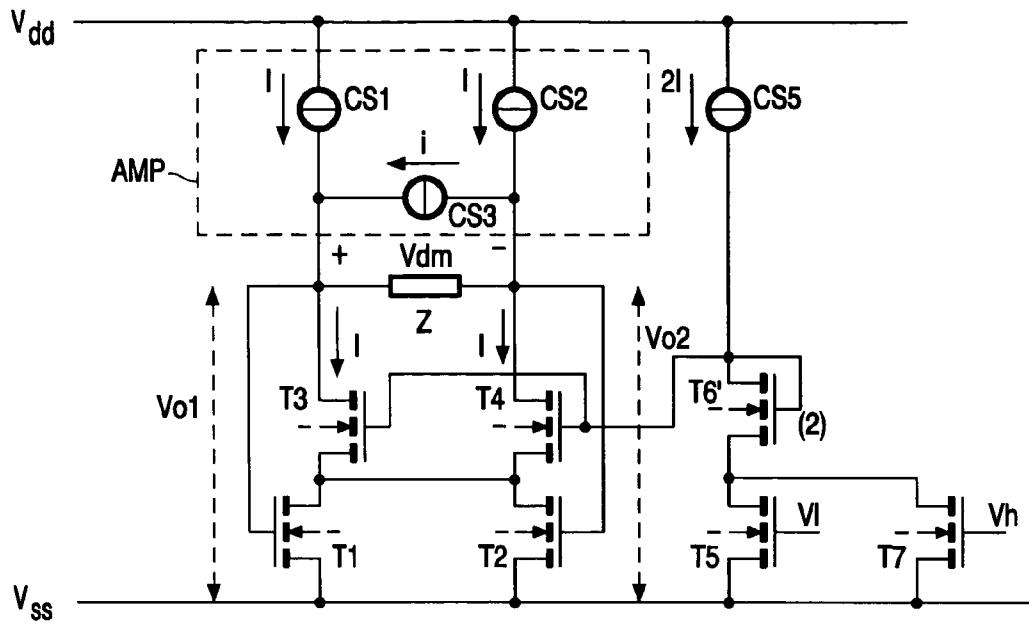 Vdd
I
CS1
I
CS2
2I
CS5
AMP
i
CS3
+
Vdm
−
Z
I
I
Vo1
Vo2
T3
T4
T6'
(2)
T1
T2
T5
Vl
T7
Vh
Vss